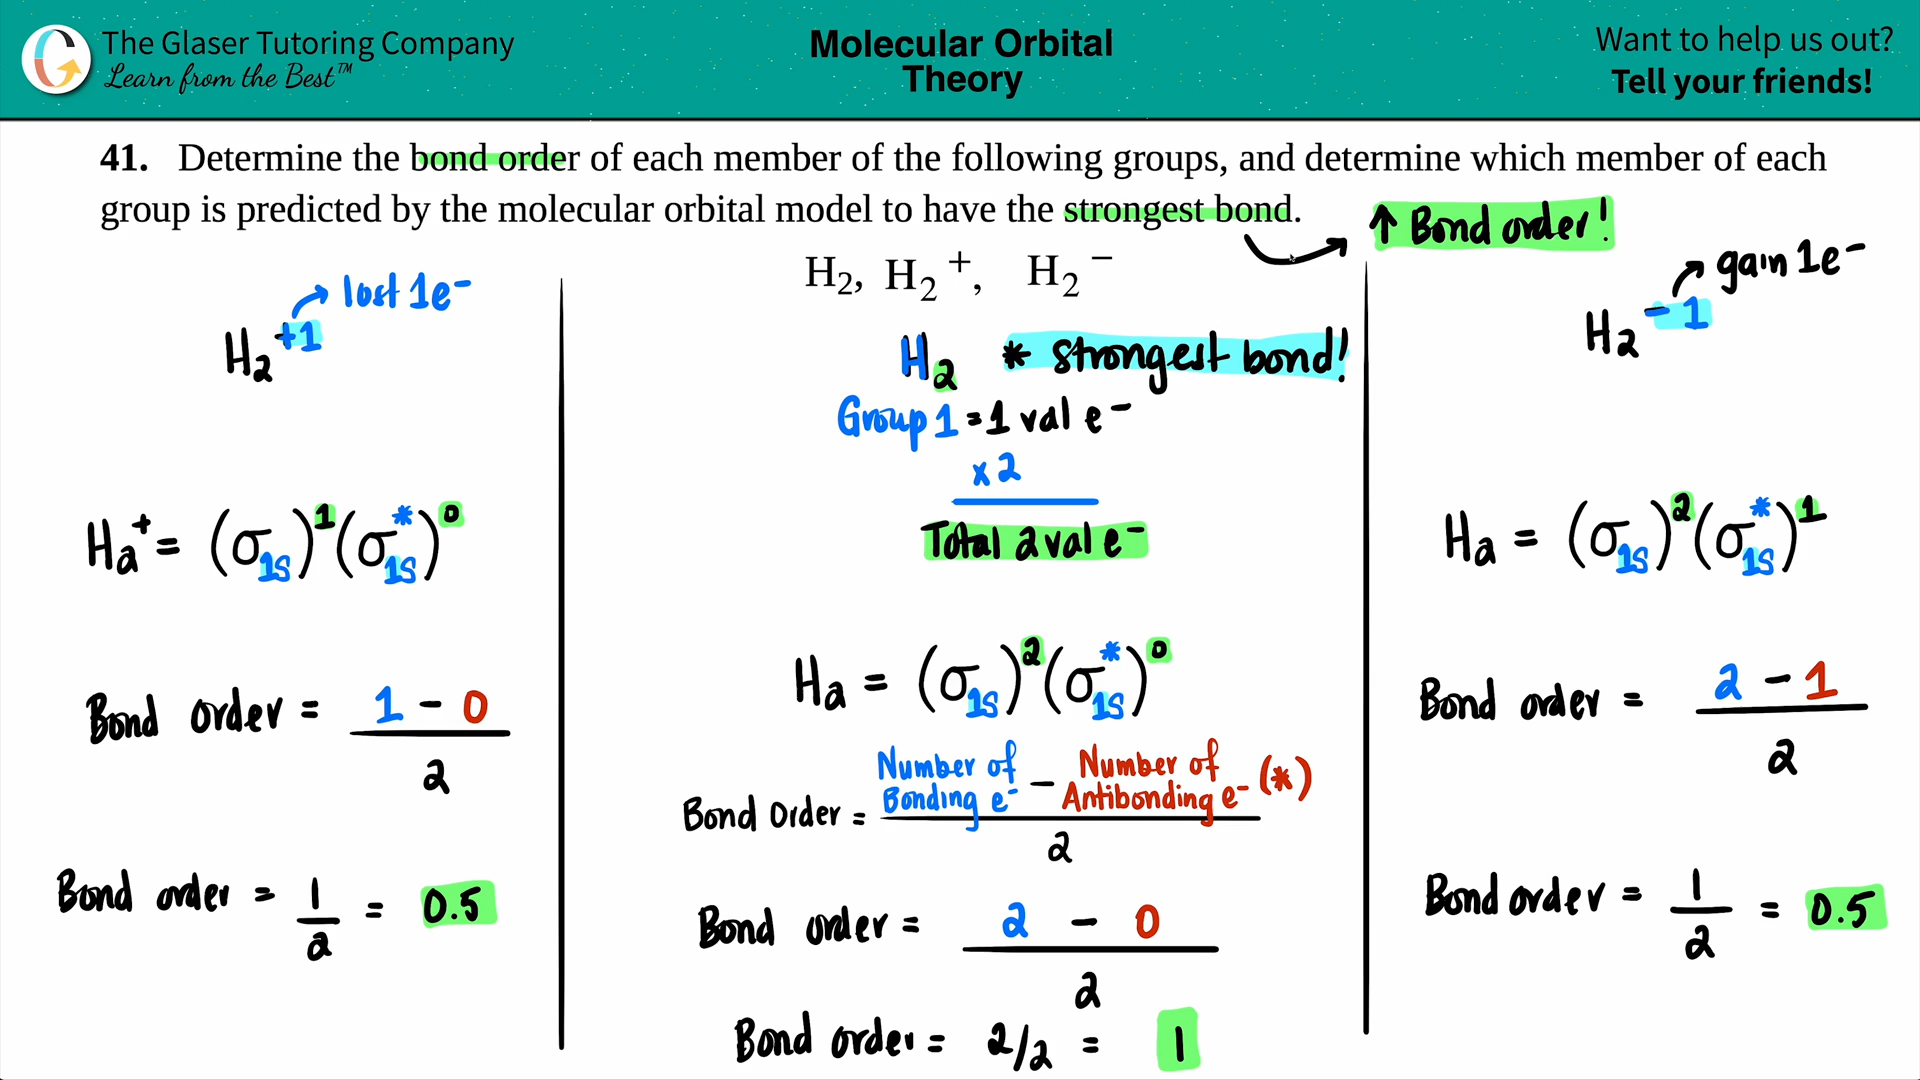 The Glaser Tutoring Company
Learn from the Best™
Molecular Orbital
Theory
Want to help us out?
Tell your friends!
41. Determine the bond order of each member of the following groups, and determine which member of each
group is predicted by the molecular orbital model to have the strongest bond.
↑ Bond order!
H₂, H₂⁺, H₂⁻
lost 1e⁻
H₂⁺¹
H₂⁺ = (σ₁ₛ)¹(σ*₁ₛ)⁰
Bond order = 1 - 0
2
Bond order = 1/2 = 0.5
H₂ * strongest bond!
Group 1 = 1 val e⁻
x 2
Total 2 val e⁻
H₂ = (σ₁ₛ)²(σ*₁ₛ)⁰
Bond Order = Number of Bonding e⁻ − Number of Antibonding e⁻ (*)
2
Bond order = 2 - 0
2
Bond order = 2/2 = 1
gain 1e⁻
H₂⁻¹
H₂ = (σ₁ₛ)²(σ*₁ₛ)¹
Bond order = 2 - 1
2
Bond order = 1/2 = 0.5